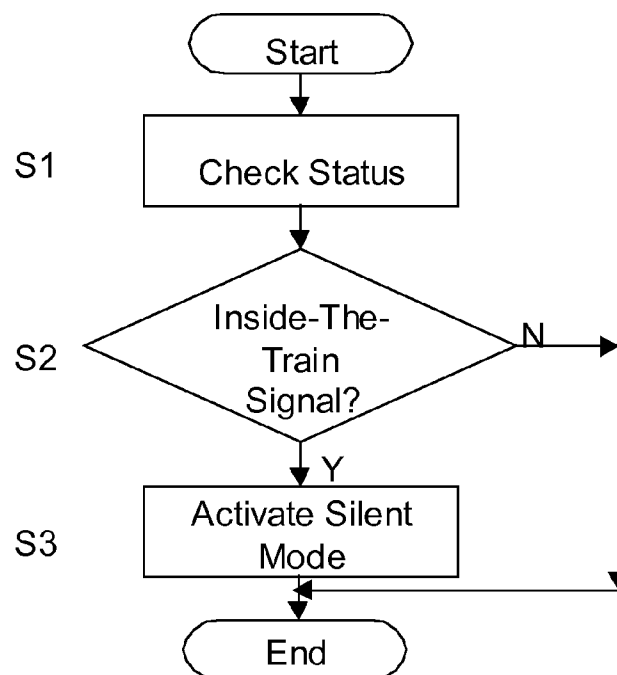 Start
S1
Check Status
Inside-The-
N
S2
Train
Signal?
Y
Activate Silent
S3
Mode
End